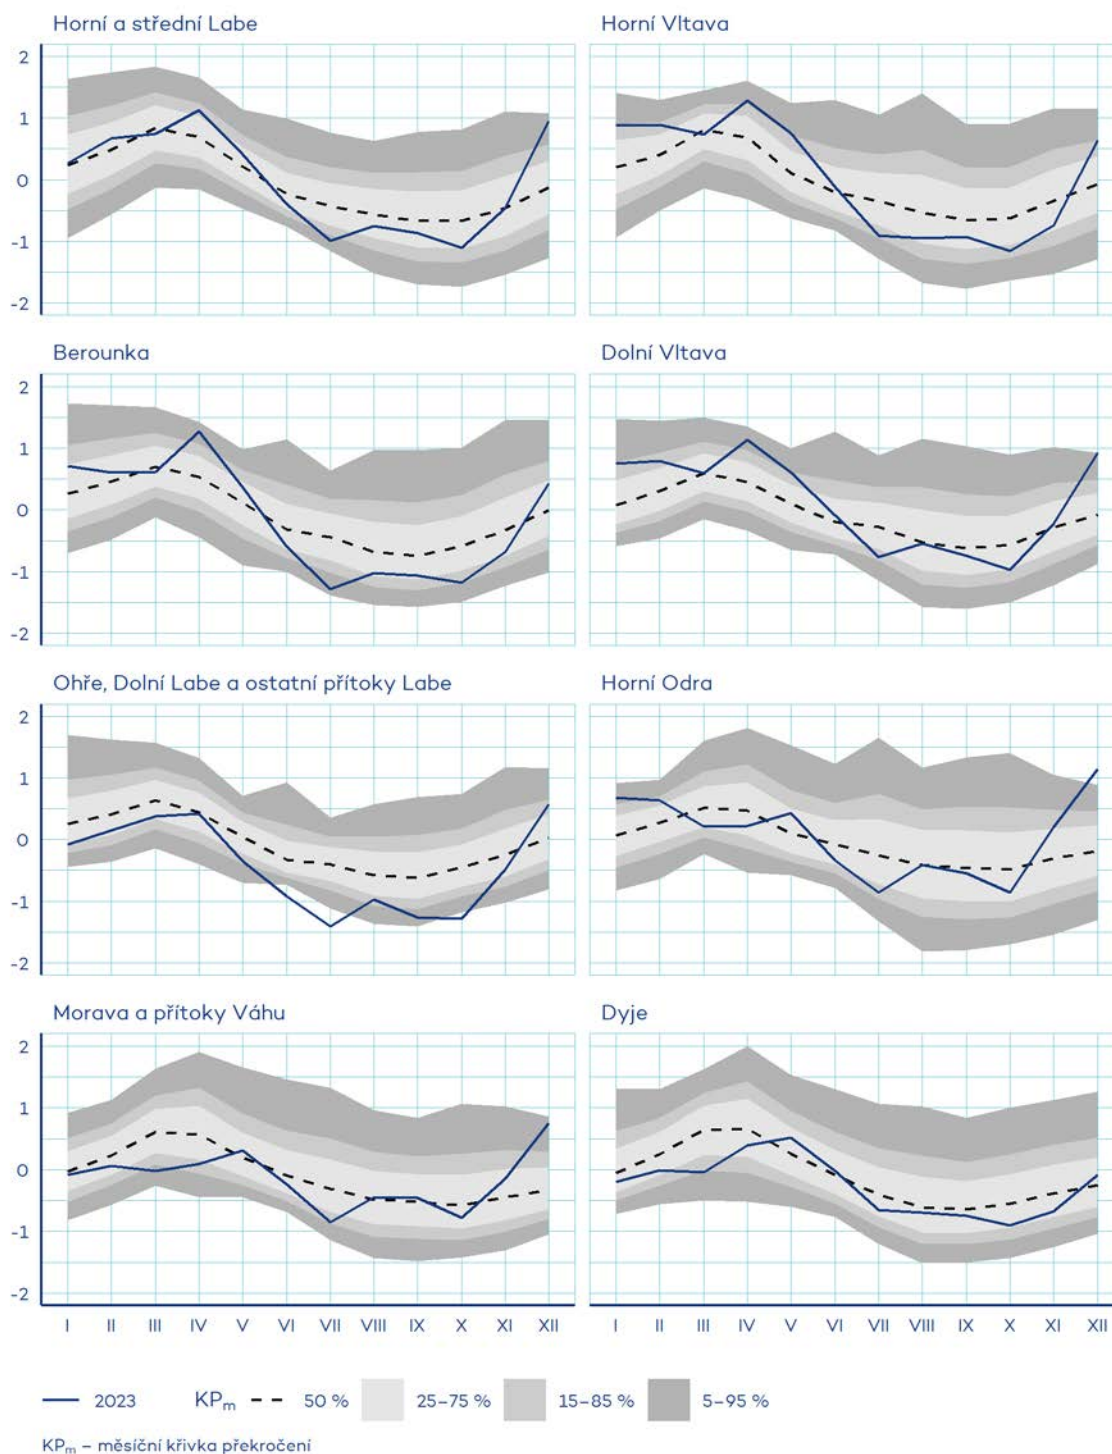 Horní a střední Labe
Horní Vltava
2
1
0
-1
-2
Berounka
Dolní Vltava
2
1
0
-1
-2
Ohře, Dolní Labe a ostatní přítoky Labe
Horní Odra
2
1
0
-1
-2
Morava a přítoky Váhu
Dyje
2
1
0
-1
-2
I II III IV V VI VII VIII IX X XI XII
I II III IV V VI VII VIII IX X XI XII
2023 KPm 50 % 25–75 % 15–85 % 5–95 %
KPm – měsíční křivka překročení